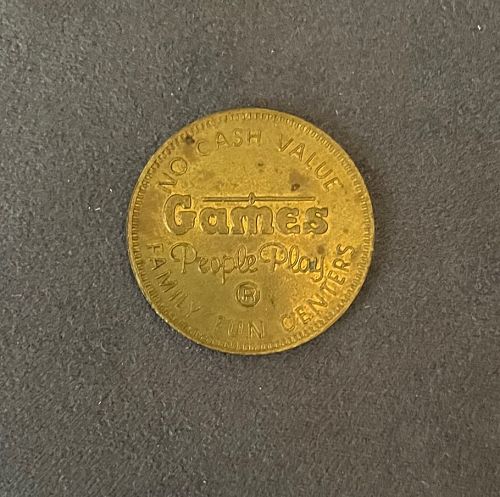 NO CASH VALUE
Games
People Play
®
FAMILY FUN CENTERS